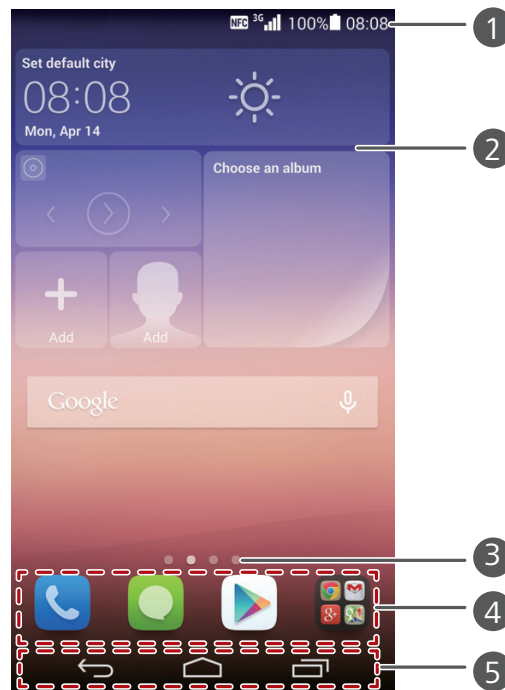 NFC 3G 100% 08:08
1
Set default city
08:08
Mon, Apr 14
2
Choose an album
Add
Add
Google
3
4
8+
5